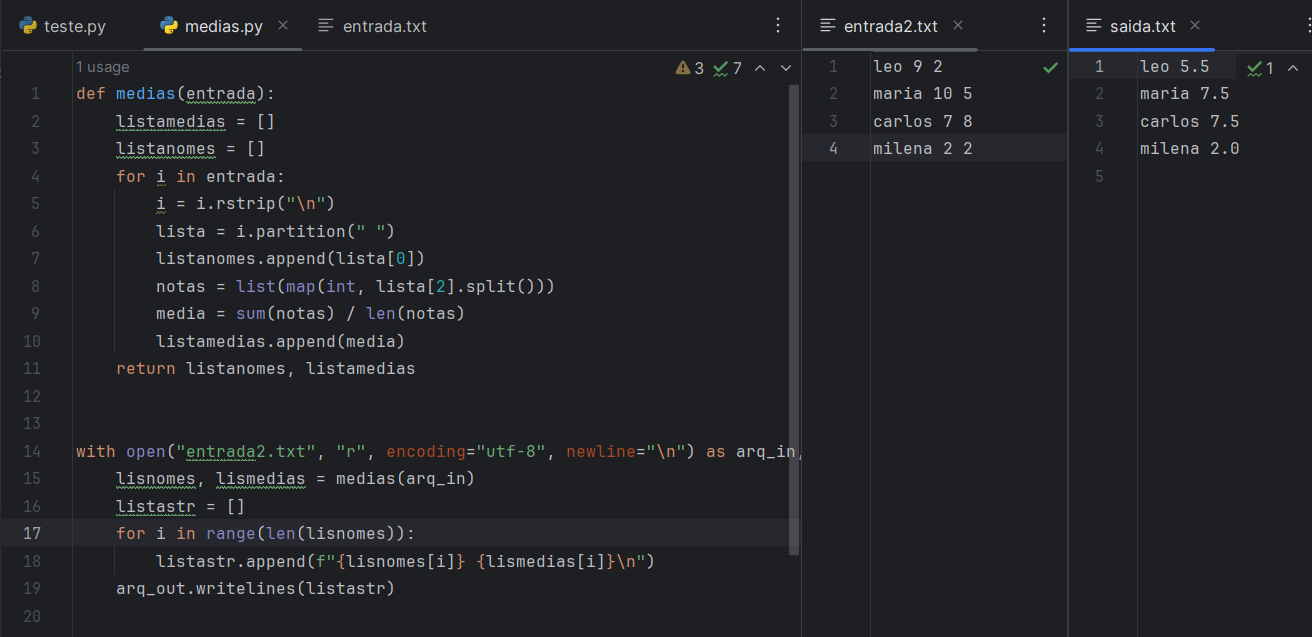 teste.py medias.py entrada.txt
1 usage 3 7
1 def medias(entrada):
2     listamedias = []
3     listanomes = []
4     for i in entrada:
5         i = i.rstrip("\n")
6         lista = i.partition(" ")
7         listanomes.append(lista[0])
8         notas = list(map(int, lista[2].split()))
9         media = sum(notas) / len(notas)
10         listamedias.append(media)
11     return listanomes, listamedias
12
13
14 with open("entrada2.txt", "r", encoding="utf-8", newline="\n") as arq_in,
15     lisnomes, lismedias = medias(arq_in)
16     listastr = []
17     for i in range(len(lisnomes)):
18         listastr.append(f"{lisnomes[i]} {lismedias[i]}\n")
19     arq_out.writelines(listastr)
20
entrada2.txt
1 leo 9 2
2 maria 10 5
3 carlos 7 8
4 milena 2 2
saida.txt
1 leo 5.5 1
2 maria 7.5
3 carlos 7.5
4 milena 2.0
5